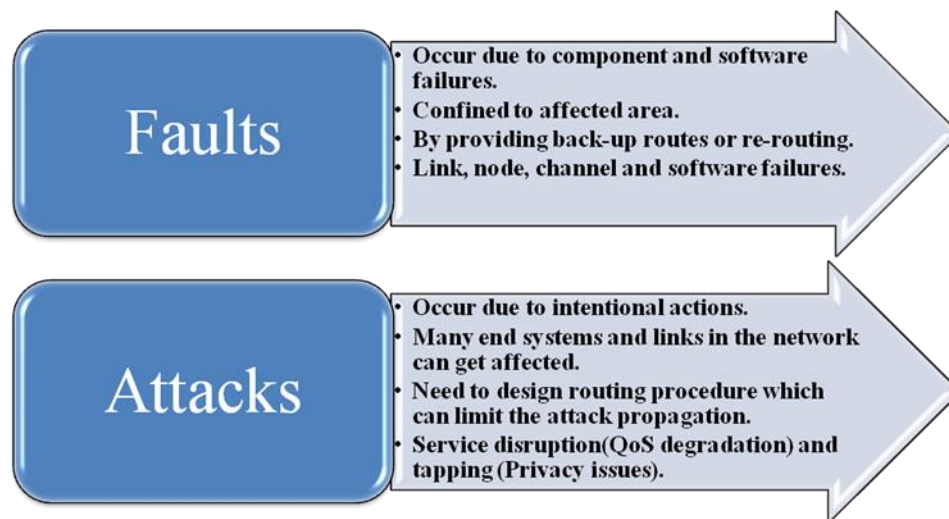 Faults
• Occur due to component and software
failures.
• Confined to affected area.
• By providing back-up routes or re-routing.
• Link, node, channel and software failures.
Attacks
• Occur due to intentional actions.
• Many end systems and links in the network
can get affected.
• Need to design routing procedure which
can limit the attack propagation.
• Service disruption(QoS degradation) and
tapping (Privacy issues).